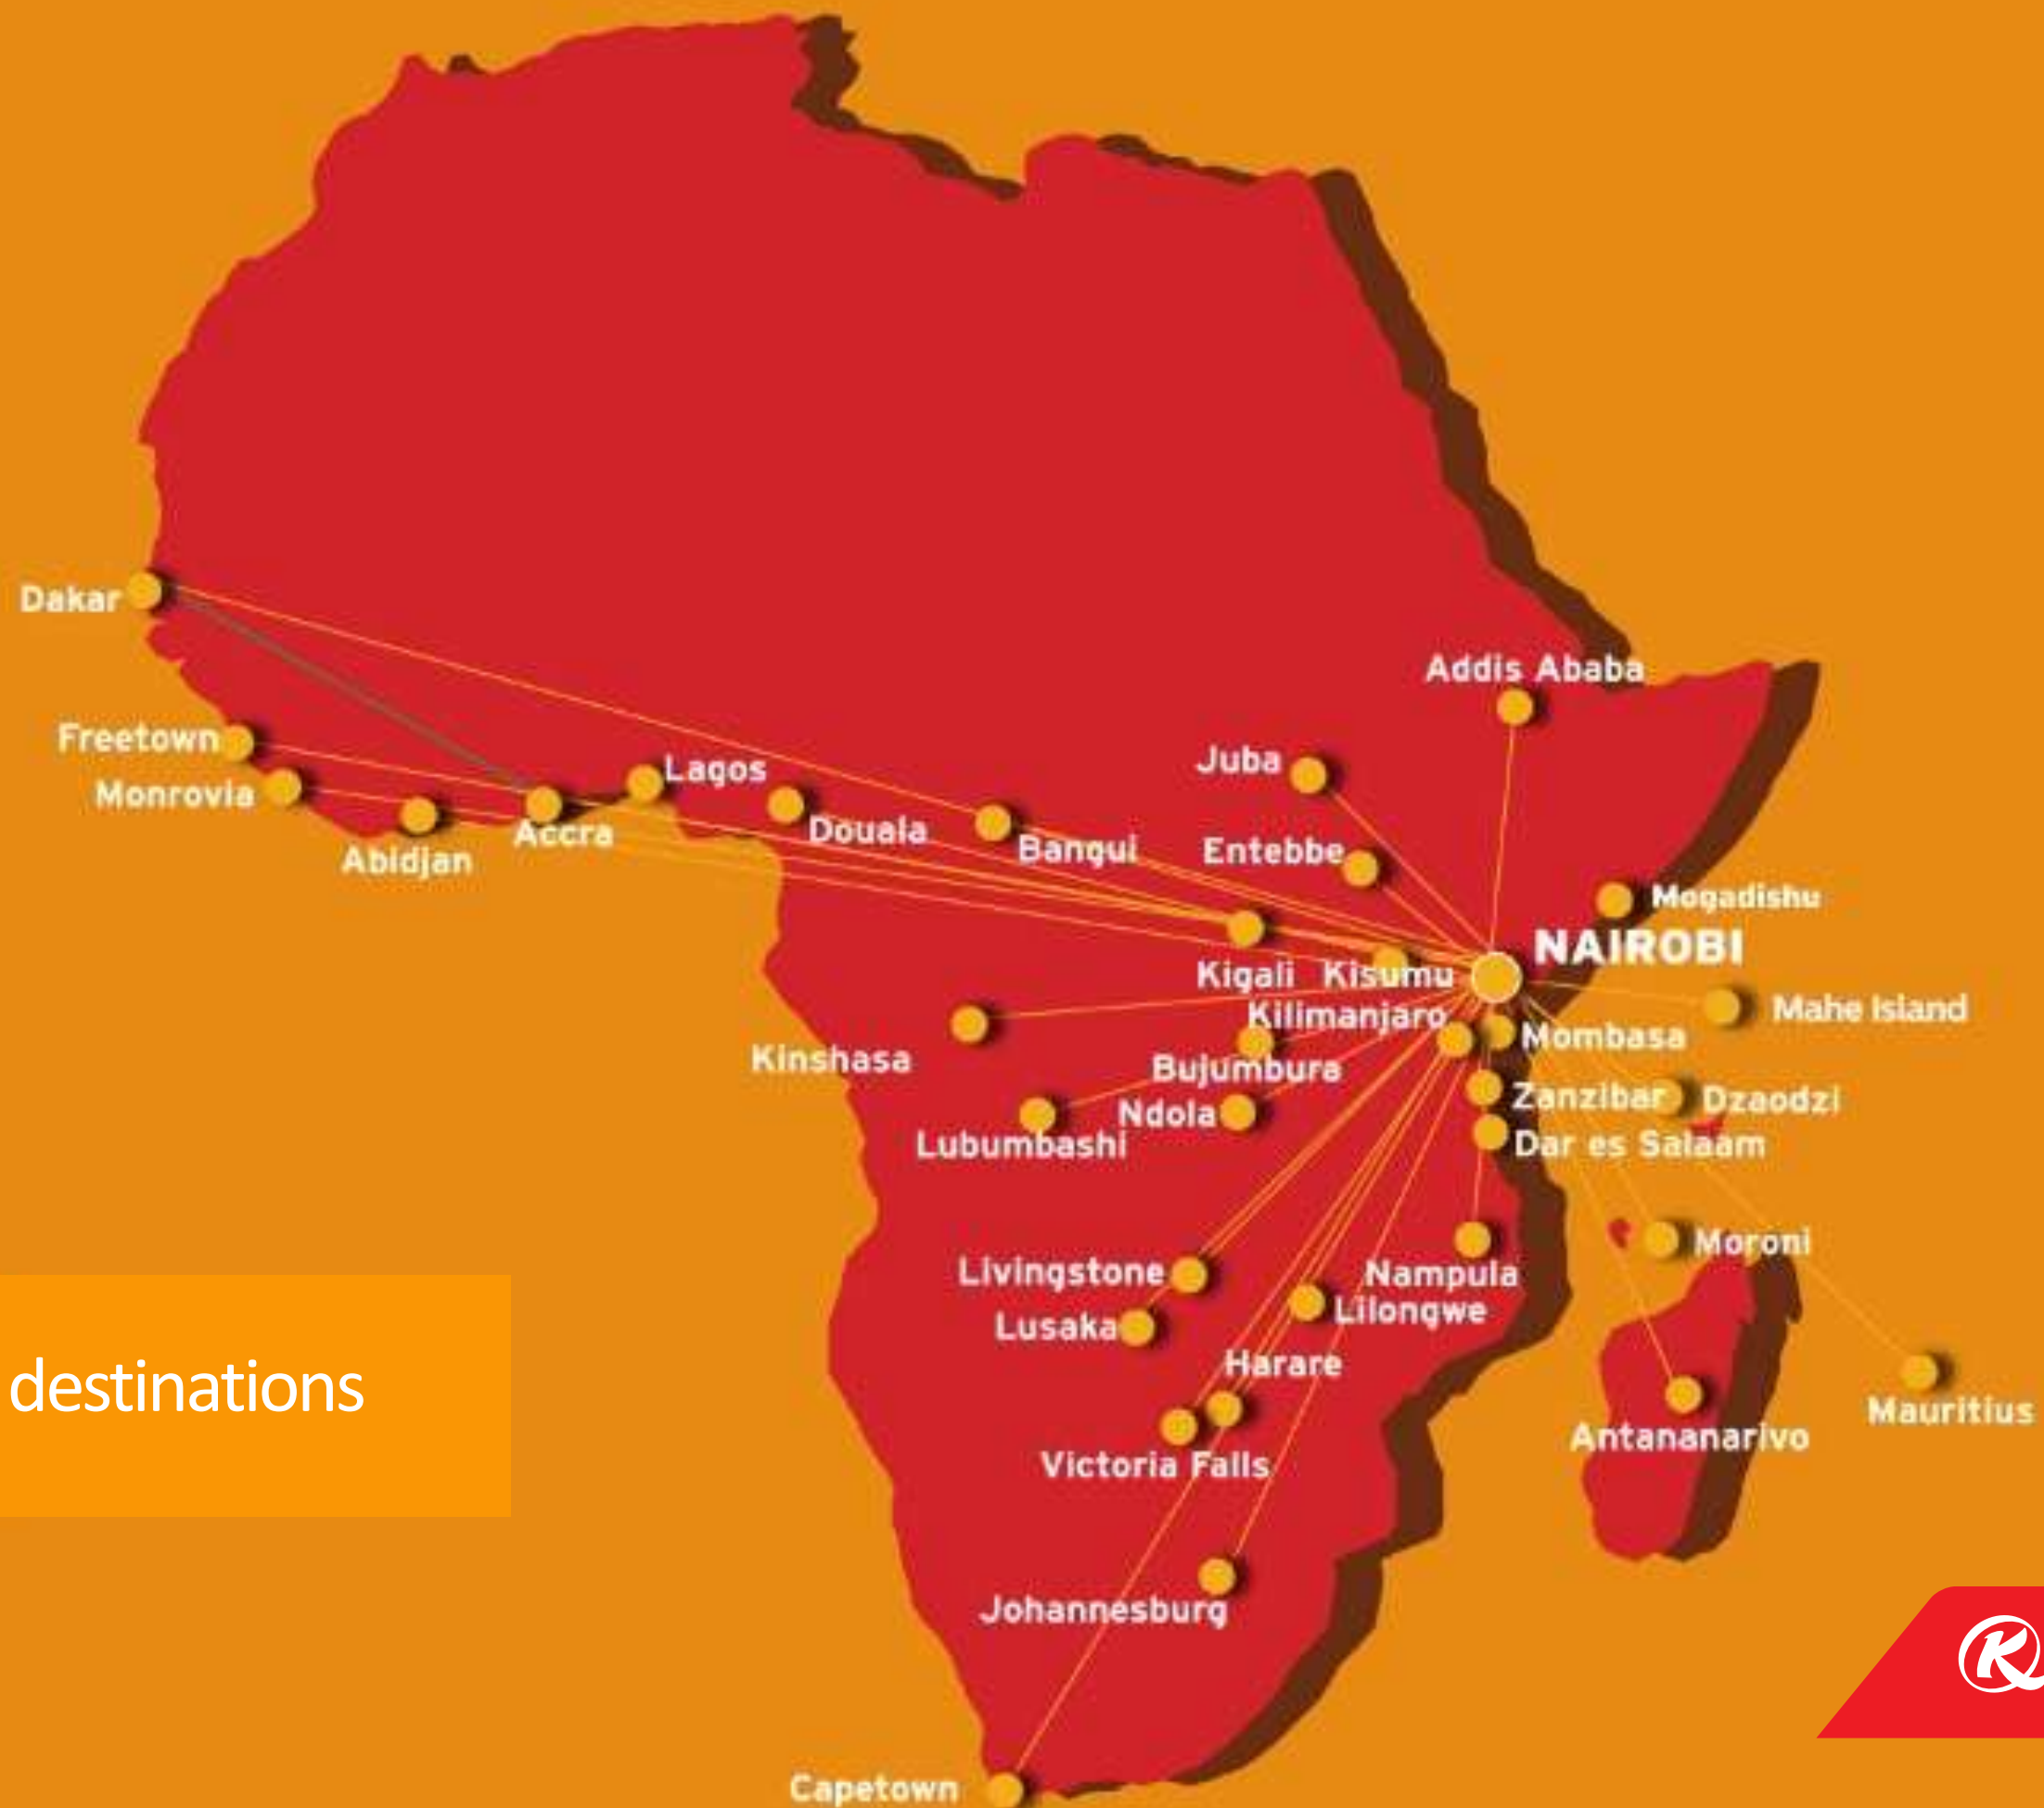 Dakar
Addis Ababa
Freetown
Juba
Lagos
Monrovia
Accra
Douala
Bangui
Entebbe
Abidjan
Mogadishu
NAIROBI
Kigali
Kisumu
Mahe Island
Kilimanjaro
Mombasa
Kinshasa
Bujumbura
Zanzibar
Dzaodzi
Ndola
Lubumbashi
Dar es Salaam
Moroni
Livingstone
Nampula
Lilongwe
Lusaka
Harare
destinations
Mauritius
Antananarivo
Victoria Falls
Johannesburg
K
Capetown